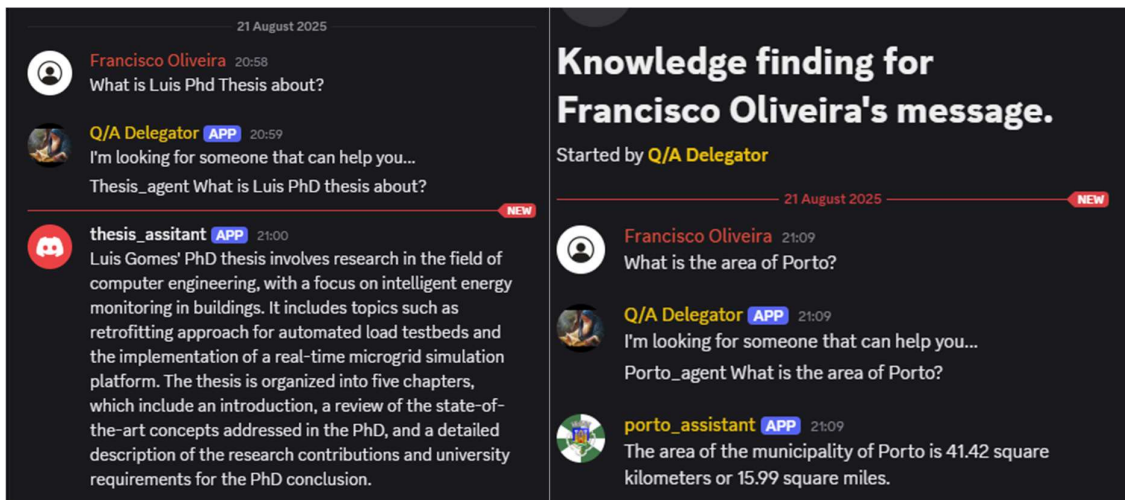 21 August 2025
Francisco Oliveira 20:58
What is Luis Phd Thesis about?
Q/A Delegator APP 20:59
I'm looking for someone that can help you...
Thesis_agent What is Luis PhD thesis about?
NEW
thesis_assitant APP 21:00
Luis Gomes' PhD thesis involves research in the field of
computer engineering, with a focus on intelligent energy
monitoring in buildings. It includes topics such as
retrofitting approach for automated load testbeds and
the implementation of a real-time microgrid simulation
platform. The thesis is organized into five chapters,
which include an introduction, a review of the state-of-
the-art concepts addressed in the PhD, and a detailed
description of the research contributions and university
requirements for the PhD conclusion.
Knowledge finding for
Francisco Oliveira's message.
Started by Q/A Delegator
21 August 2025 NEW
Francisco Oliveira 21:09
What is the area of Porto?
Q/A Delegator APP 21:09
I'm looking for someone that can help you...
Porto_agent What is the area of Porto?
porto_assistant APP 21:09
The area of the municipality of Porto is 41.42 square
kilometers or 15.99 square miles.